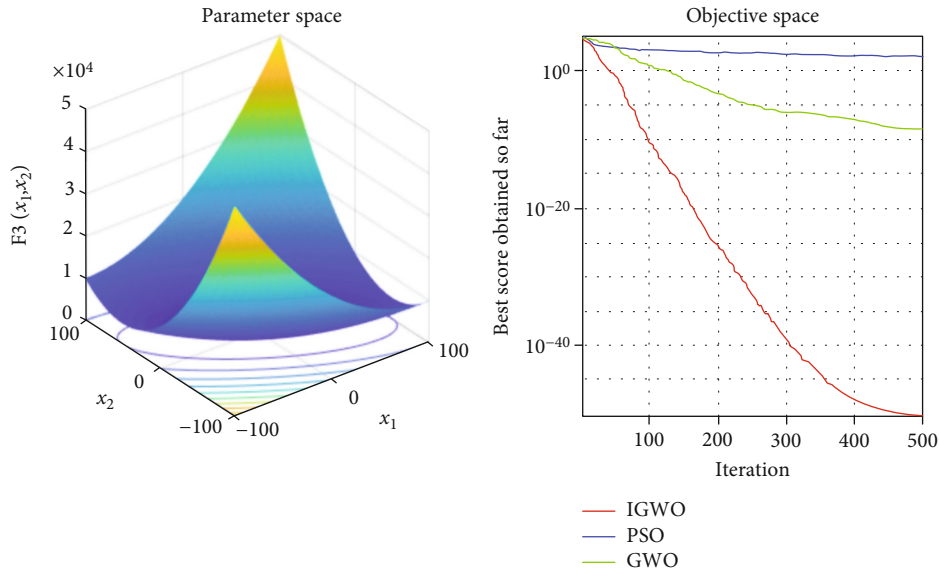 Parameter space
×10⁴
5
4
3
2
1
0
F3 (x₁,x₂)
100
0
−100
x₂
−100
0
100
x₁
Objective space
10⁰
10⁻²⁰
10⁻⁴⁰
Best score obtained so far
100 200 300 400 500
Iteration
IGWO
PSO
GWO